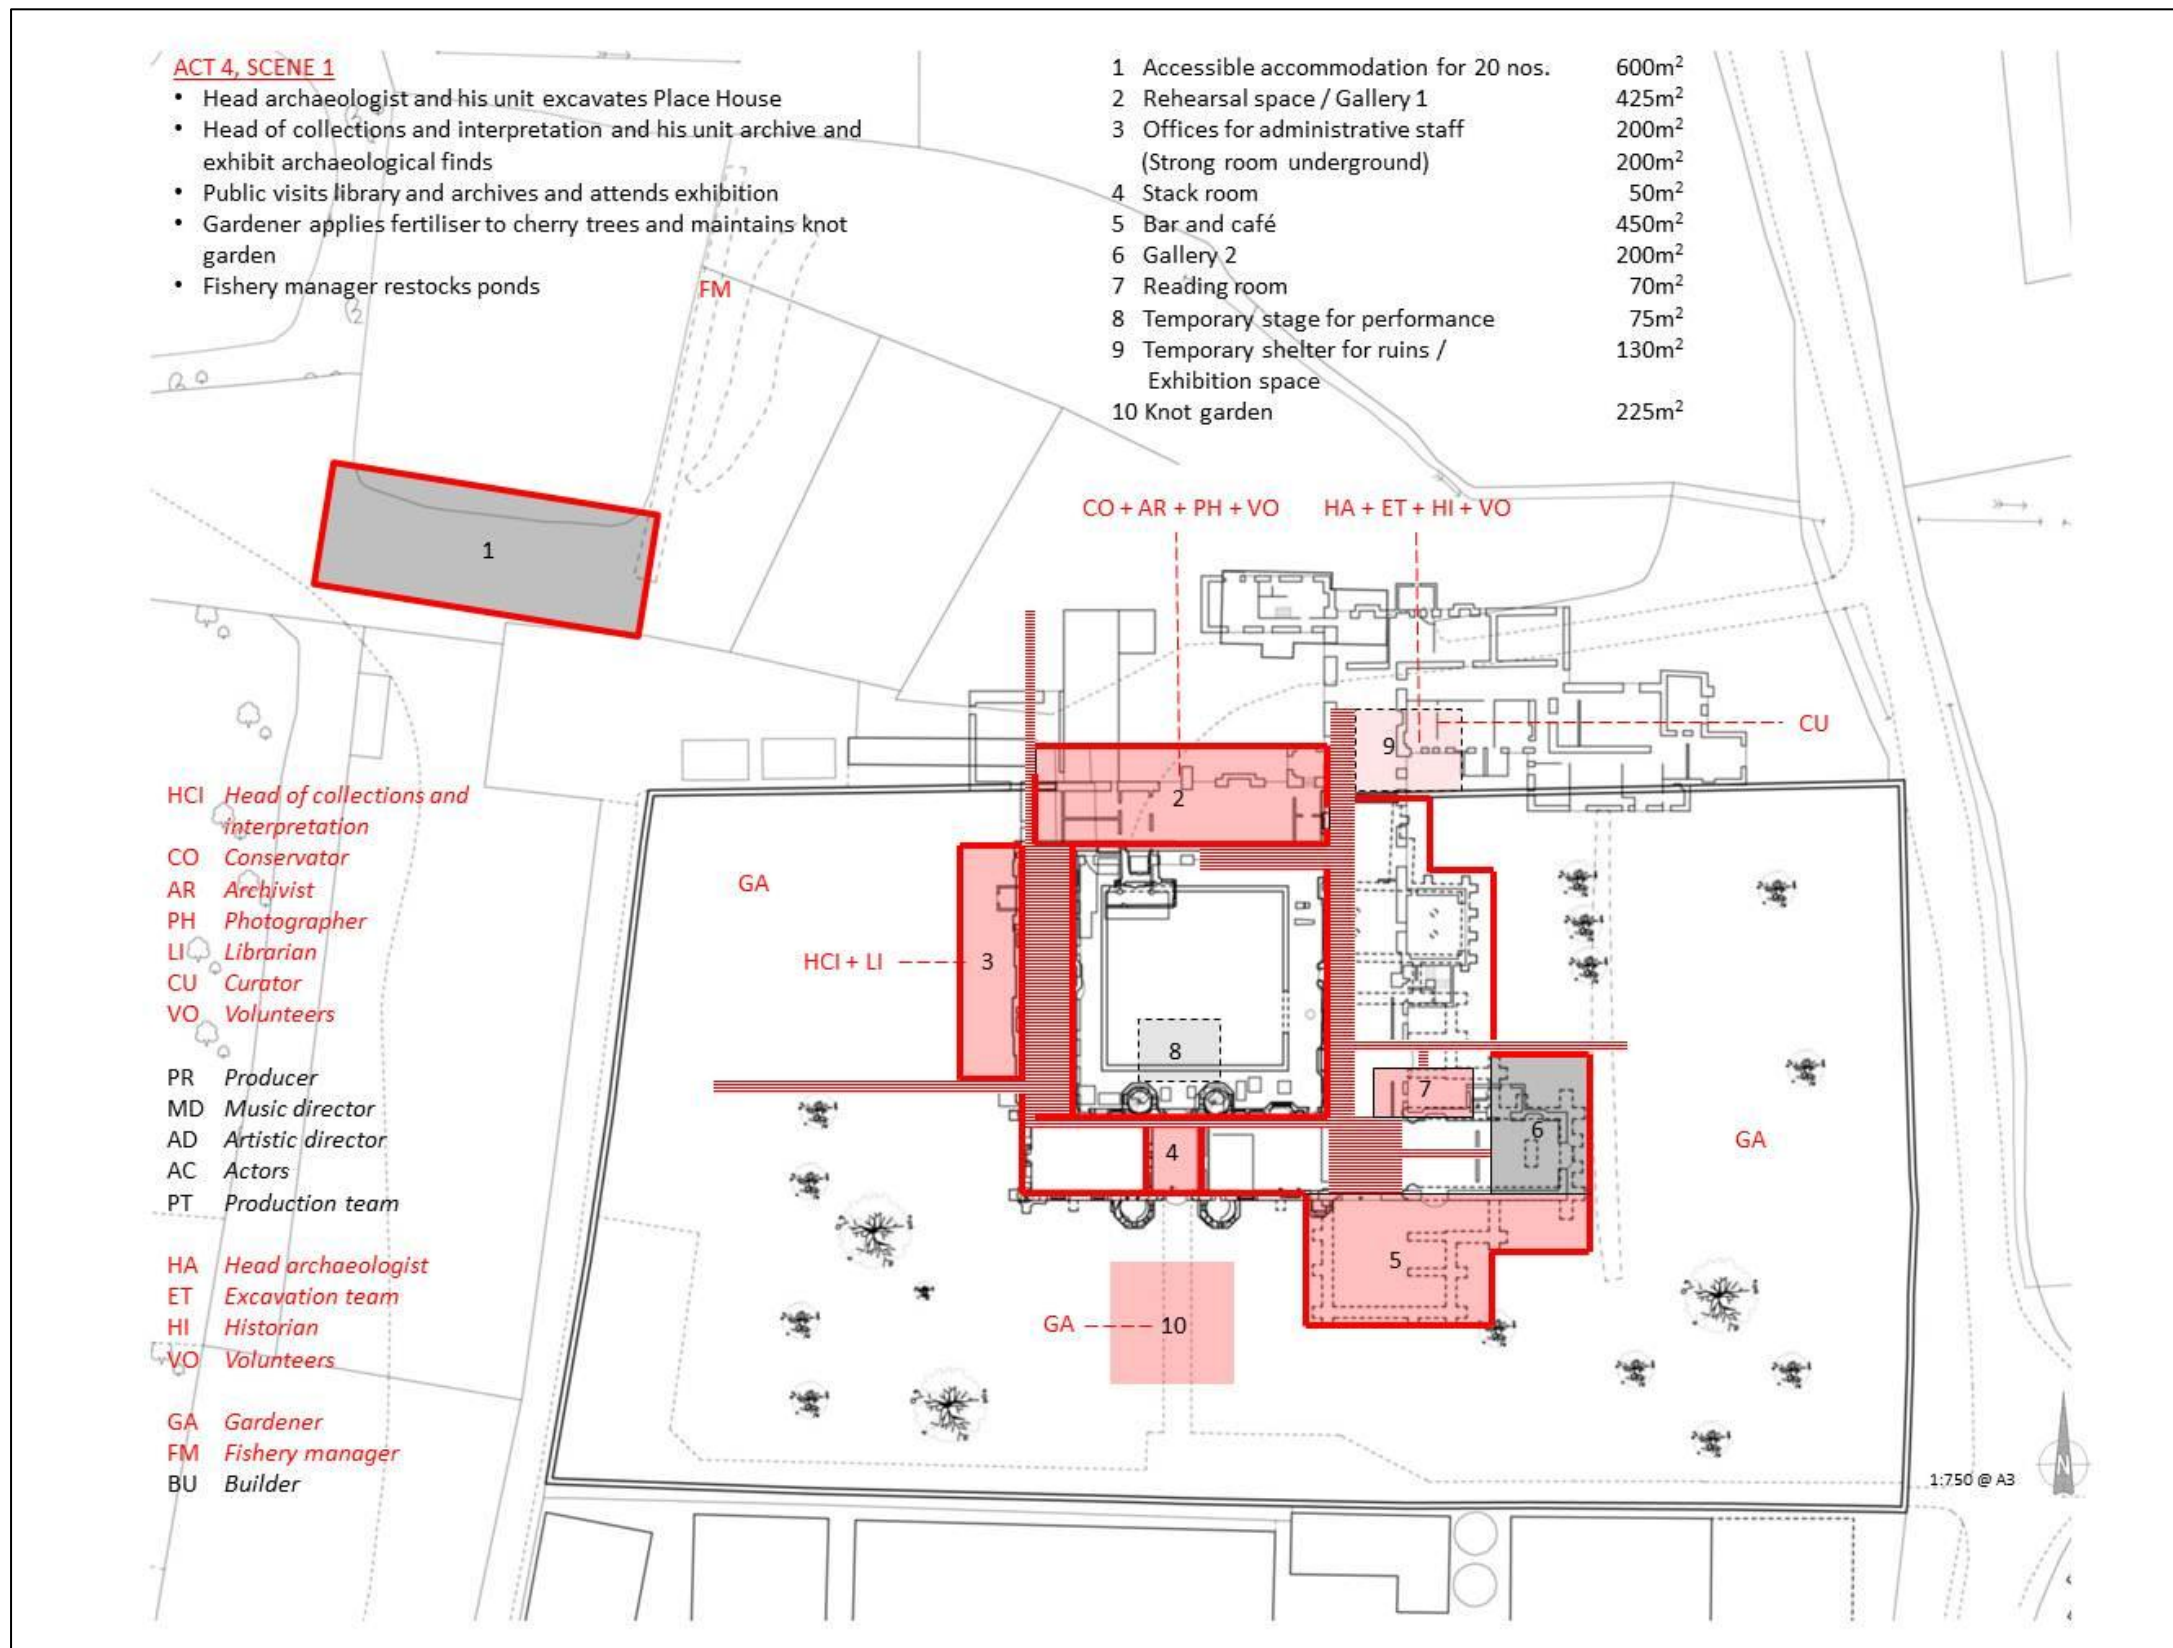 ACT 4, SCENE 1
• Head archaeologist and his unit excavates Place House
• Head of collections and interpretation and his unit archive and
exhibit archaeological finds
• Public visits library and archives and attends exhibition
• Gardener applies fertiliser to cherry trees and maintains knot
garden
• Fishery manager restocks ponds
1 Accessible accommodation for 20 nos. 600m²
2 Rehearsal space / Gallery 1 425m²
3 Offices for administrative staff 200m²
(Strong room underground) 200m²
4 Stack room 50m²
5 Bar and café 450m²
6 Gallery 2 200m²
7 Reading room 70m²
8 Temporary stage for performance 75m²
9 Temporary shelter for ruins / 130m²
Exhibition space
10 Knot garden 225m²
FM
CO + AR + PH + VO HA + ET + HI + VO
1
CU
9
2
GA
HCI + LI
3
8
7
6
GA
4
5
GA
10
HCI Head of collections and
interpretation
CO Conservator
AR Archivist
PH Photographer
LI Librarian
CU Curator
VO Volunteers
PR Producer
MD Music director
AD Artistic director
AC Actors
PT Production team
HA Head archaeologist
ET Excavation team
HI Historian
VO Volunteers
GA Gardener
FM Fishery manager
BU Builder
1:750 @ A3
N